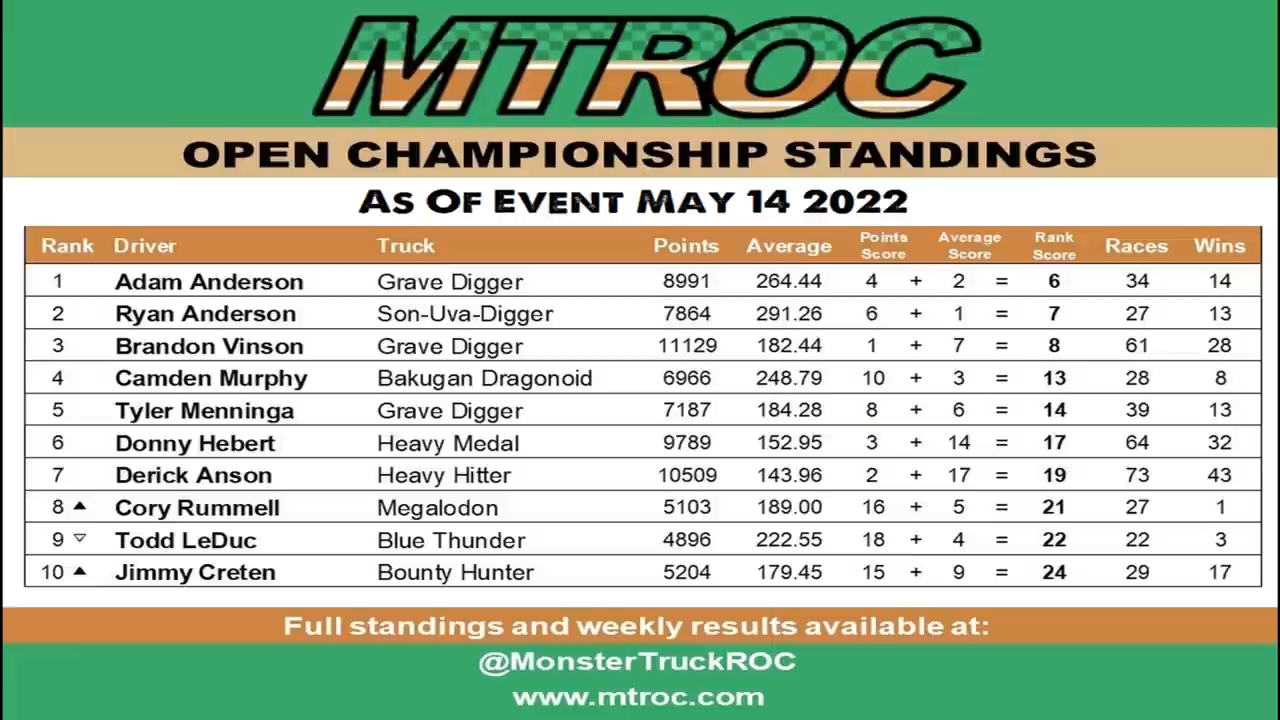 MTROC
OPEN CHAMPIONSHIP STANDINGS
AS OF EVENT MAY 14 2022
Rank Driver Truck Points Average Points Score Average Score Rank Score Races Wins
1 Adam Anderson Grave Digger 8991 264.44 4 + 2 = 6 34 14
2 Ryan Anderson Son-Uva-Digger 7864 291.26 6 + 1 = 7 27 13
3 Brandon Vinson Grave Digger 11129 182.44 1 + 7 = 8 61 28
4 Camden Murphy Bakugan Dragonoid 6966 248.79 10 + 3 = 13 28 8
5 Tyler Menninga Grave Digger 7187 184.28 8 + 6 = 14 39 13
6 Donny Hebert Heavy Medal 9789 152.95 3 + 14 = 17 64 32
7 Derick Anson Heavy Hitter 10509 143.96 2 + 17 = 19 73 43
8 ▲ Cory Rummell Megalodon 5103 189.00 16 + 5 = 21 27 1
9 ▽ Todd LeDuc Blue Thunder 4896 222.55 18 + 4 = 22 22 3
10 ▲ Jimmy Creten Bounty Hunter 5204 179.45 15 + 9 = 24 29 17
Full standings and weekly results available at:
@MonsterTruckROC
www.mtroc.com